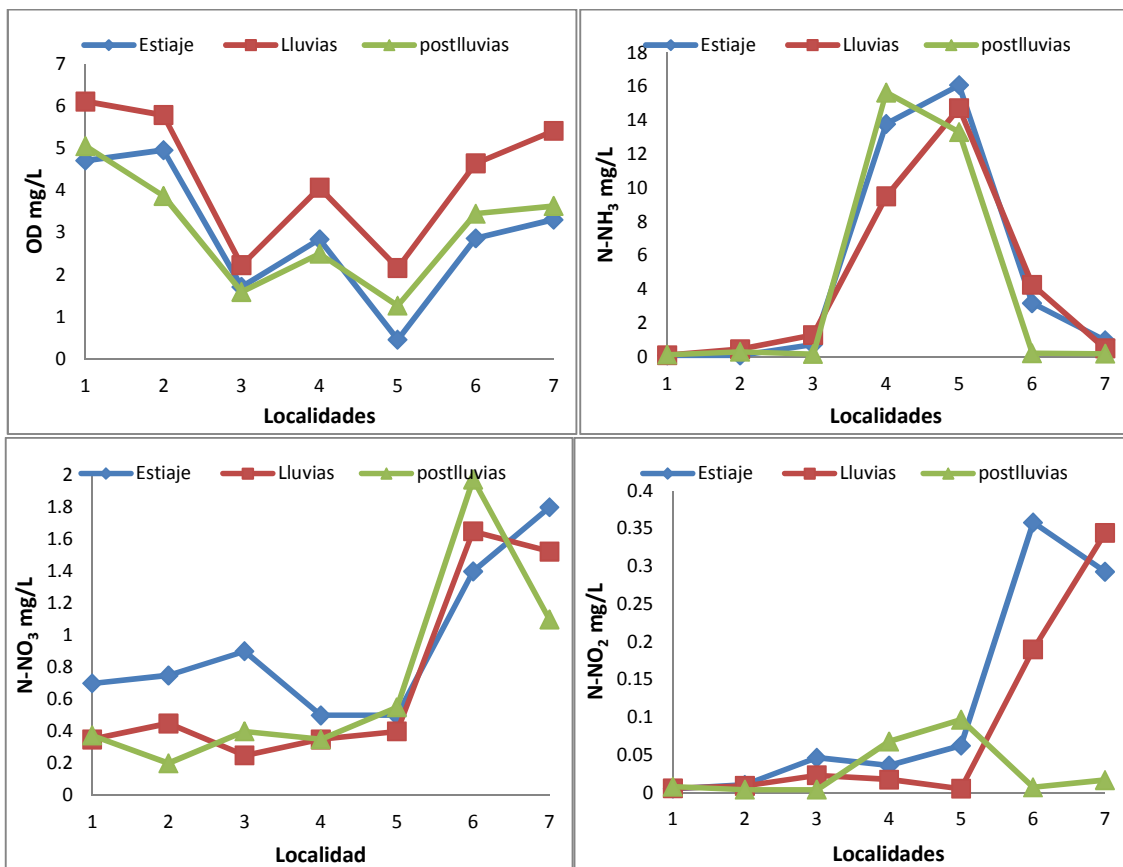 Estiaje Lluvias postlluvias
OD mg/L
7
6
5
4
3
2
1
0
1 2 3 4 5 6 7
Localidades
Estiaje Lluvias postlluvias
N-NH₃ mg/L
18
16
14
12
10
8
6
4
2
0
1 2 3 4 5 6 7
Localidades
Estiaje Lluvias postlluvias
N-NO₃ mg/L
2
1.8
1.6
1.4
1.2
1
0.8
0.6
0.4
0.2
0
1 2 3 4 5 6 7
Localidad
Estiaje Lluvias postlluvias
N-NO₂ mg/L
0.4
0.35
0.3
0.25
0.2
0.15
0.1
0.05
0
1 2 3 4 5 6 7
Localidades